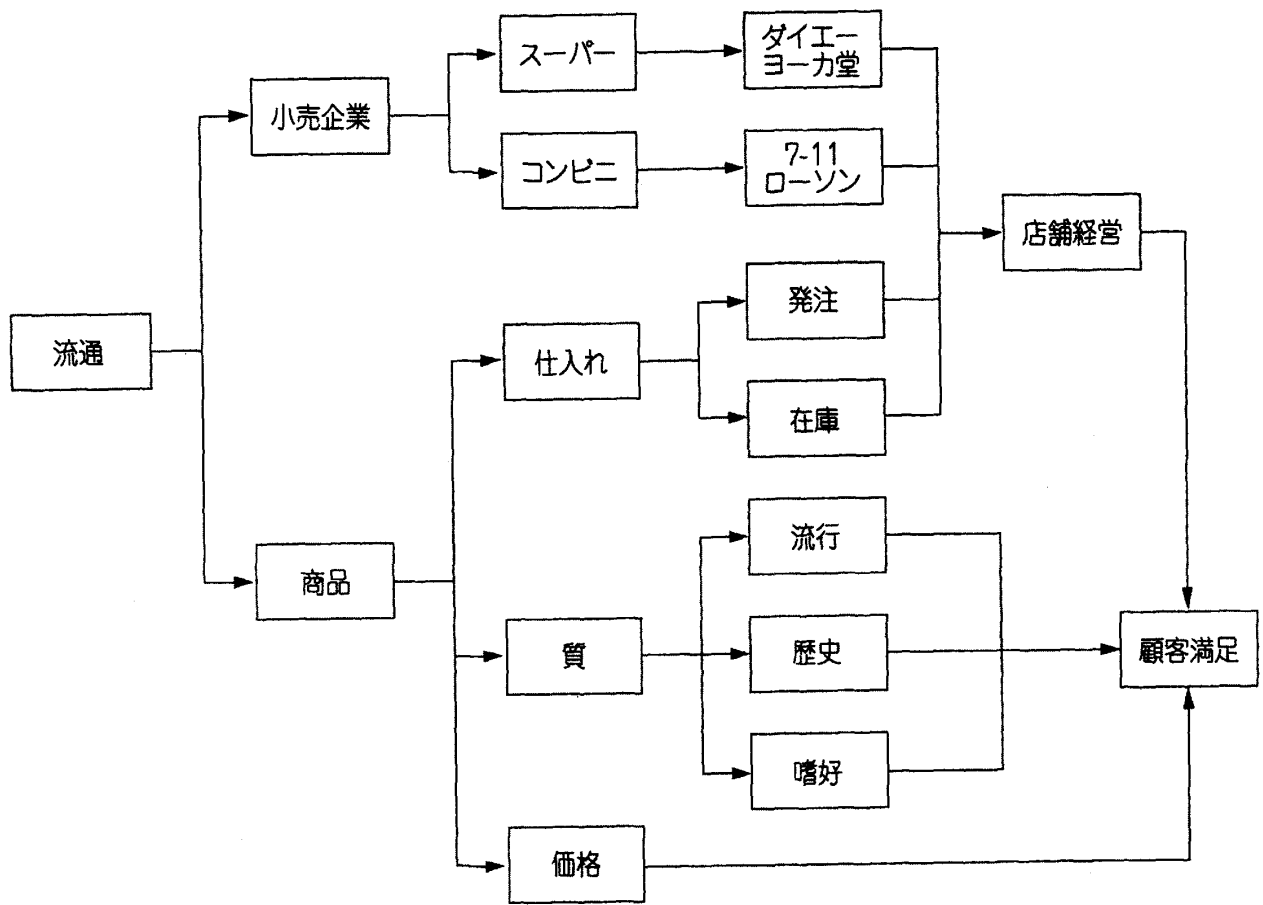 スーパー
ダイエー
ヨーカ堂
小売企業
コンビニ
7-11
ローソン
店舗経営
発注
流通
仕入れ
在庫
流行
商品
質
歴史
顧客満足
嗜好
価格